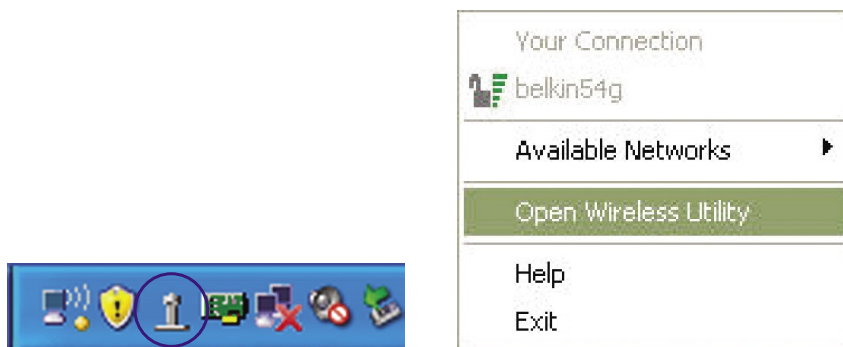 Your Connection
belkin54g
Available Networks
Open Wireless Utility
Help
Exit